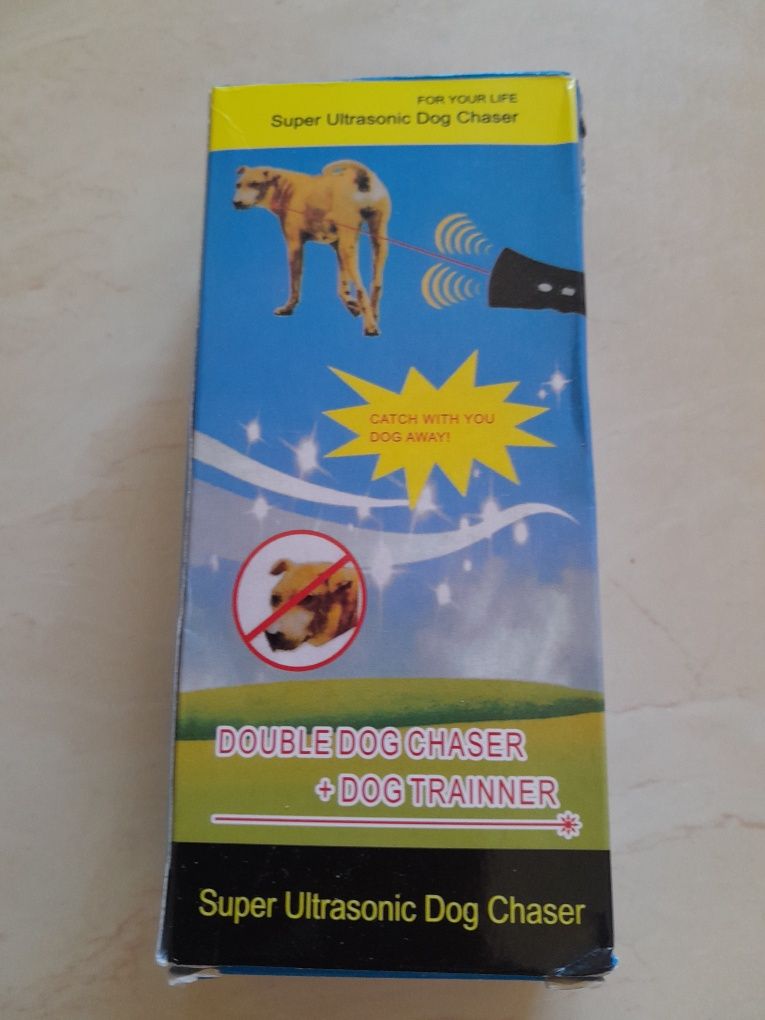 FOR YOUR LIFE
Super Ultrasonic Dog Chaser
CATCH WITH YOU
DOG AWAY!
DOUBLE DOG CHASER
+ DOG TRAINNER
Super Ultrasonic Dog Chaser